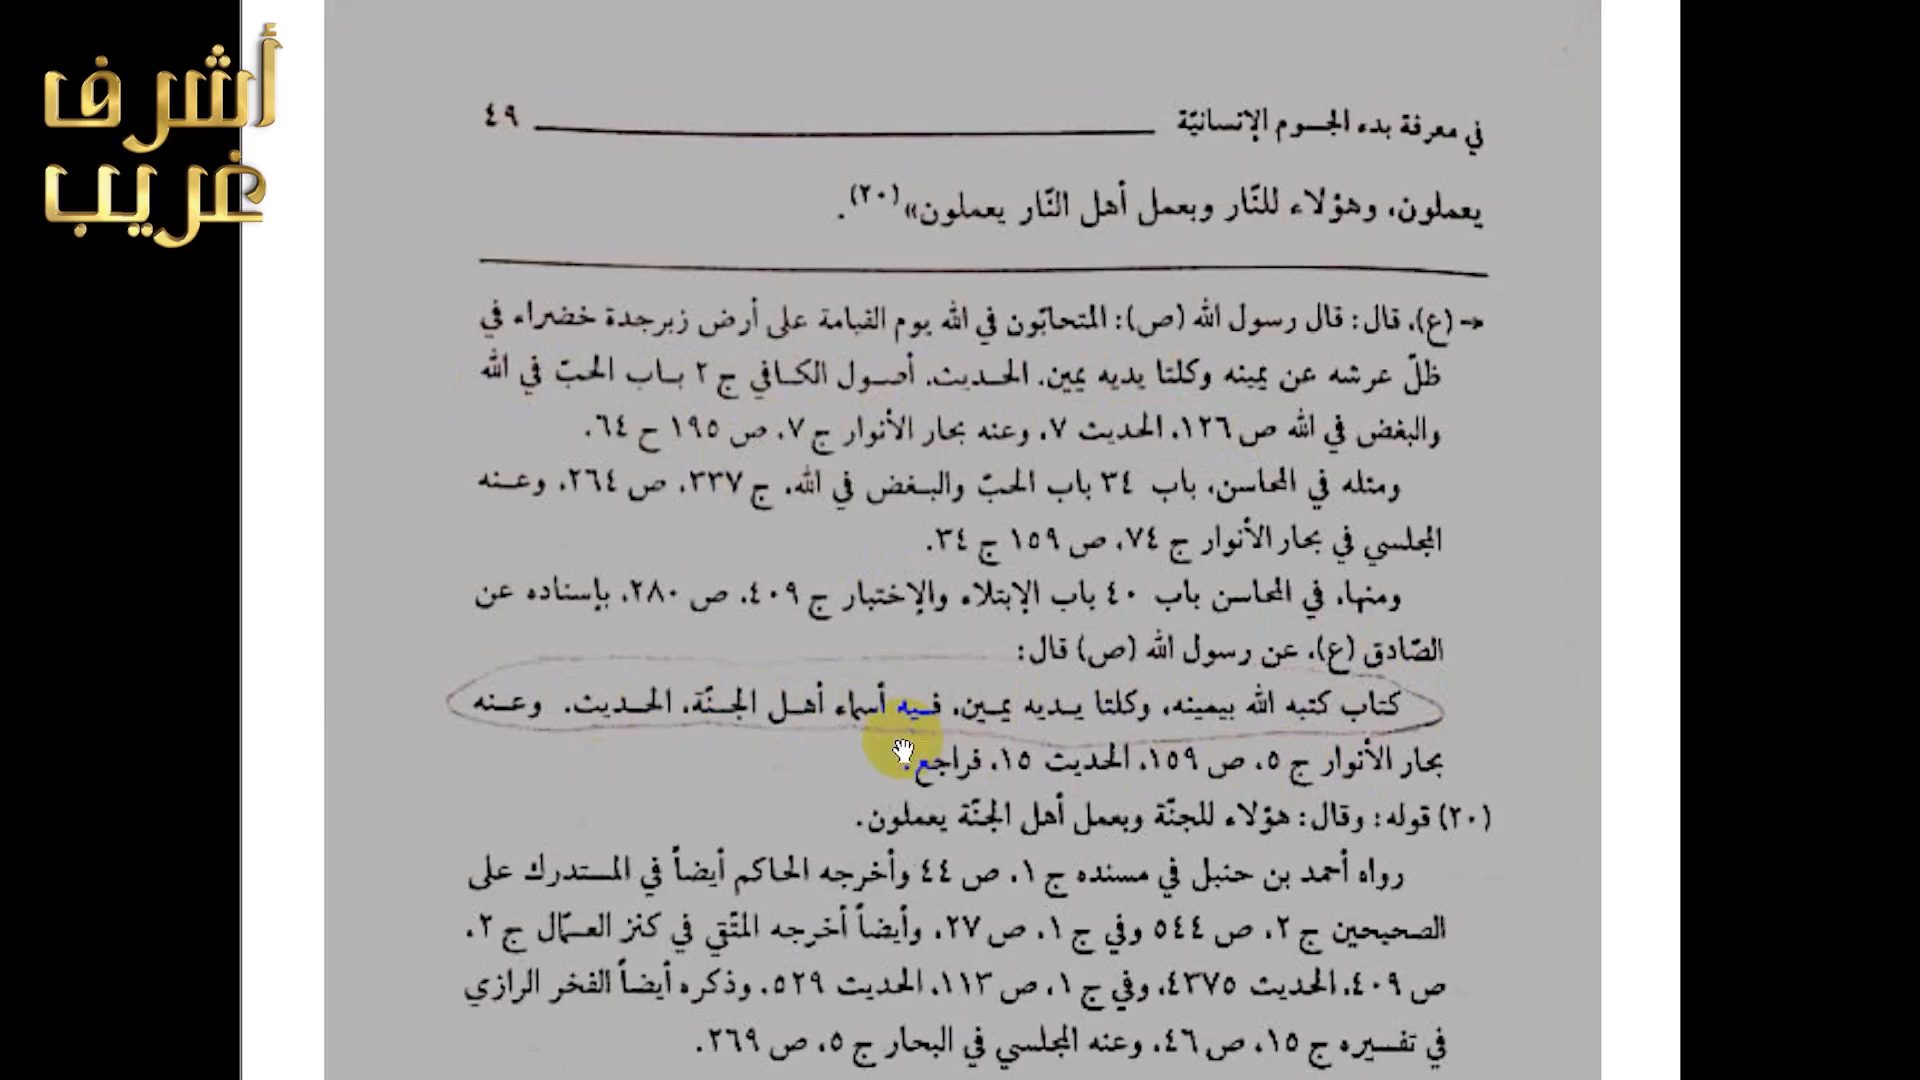 أشرف
غريب
في معرفة بدء الجسوم الإنسانيّة ٤٩
يعملون، وهؤلاء للنّار وبعمل أهل النّار يعملون» (٢٠).
→ (ع)، قال: قال رسول الله (ص): المتحابّون في الله يوم القيامة على أرض زبرجدة خضراء في
ظلّ عرشه عن يمينه وكلتا يديه يمين. الحديث. أصول الكافي ج ٢ باب الحبّ في الله
والبغض في الله ص ١٢٦، الحديث ٧، وعنه بحار الأنوار ج ٧، ص ١٩٥ ح ٦٤.
ومثله في المحاسن، باب ٣٤ باب الحبّ والبغض في الله، ج ٣٣٧، ص ٢٦٤، وعنه
المجلسي في بحار الأنوار ج ٧٤، ص ١٥٩ ج ٣٤.
ومنها، في المحاسن باب ٤٠ باب الإبتلاء والإختبار ج ٤٠٩، ص ٢٨٠، بإسناده عن
الصّادق (ع)، عن رسول الله (ص) قال:
كتاب كتبه الله بيمينه، وكلتا يديه يمين، فيه أسماء أهل الجنّة، الحديث. وعنه
بحار الأنوار ج ٥، ص ١٥٩، الحديث ١٥، فراجع.
(٢٠) قوله: وقال: هؤلاء للجنّة وبعمل أهل الجنّة يعملون.
رواه أحمد بن حنبل في مسنده ج ١، ص ٤٤ وأخرجه الحاكم أيضاً في المستدرك على
الصحيحين ج ٢، ص ٥٤٤ وفي ج ١، ص ٢٧، وأيضاً أخرجه المتّقي في كنز العمّال ج ٢،
ص ٤٠٩، الحديث ٤٣٧٥، وفي ج ١، ص ١١٣، الحديث ٥٢٩، وذكره أيضاً الفخر الرازي
في تفسيره ج ١٥، ص ٤٦، وعنه المجلسي في البحار ج ٥، ص ٢٦٩.